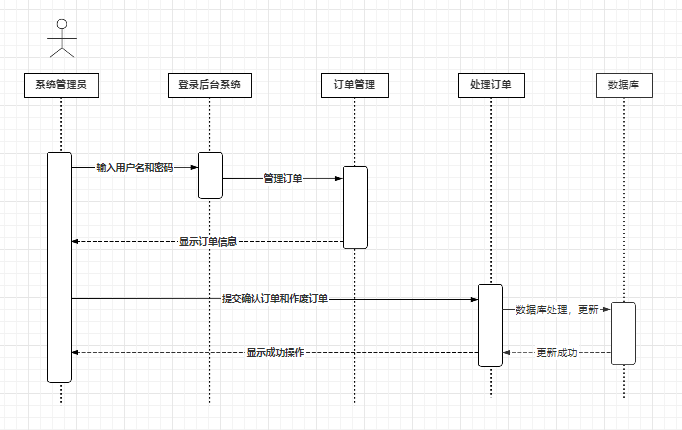 系统管理员
登录后台系统
订单管理
处理订单
数据库
输入用户名和密码
管理订单
显示订单信息
提交确认订单和作废订单
数据库处理，更新
显示成功操作
更新成功